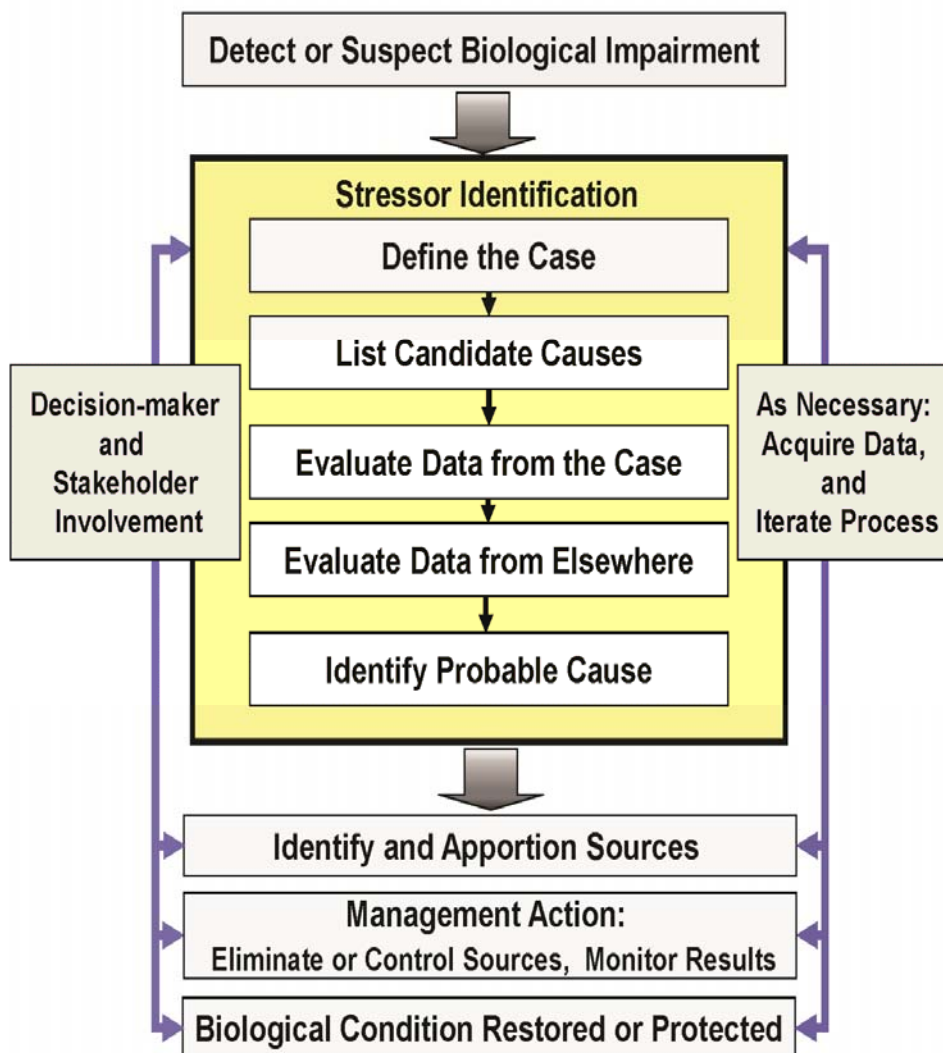 Detect or Suspect Biological Impairment
Stressor Identification
Define the Case
List Candidate Causes
Evaluate Data from the Case
Evaluate Data from Elsewhere
Identify Probable Cause
Decision-maker
and
Stakeholder
Involvement
As Necessary:
Acquire Data,
and
Iterate Process
Identify and Apportion Sources
Management Action:
Eliminate or Control Sources, Monitor Results
Biological Condition Restored or Protected